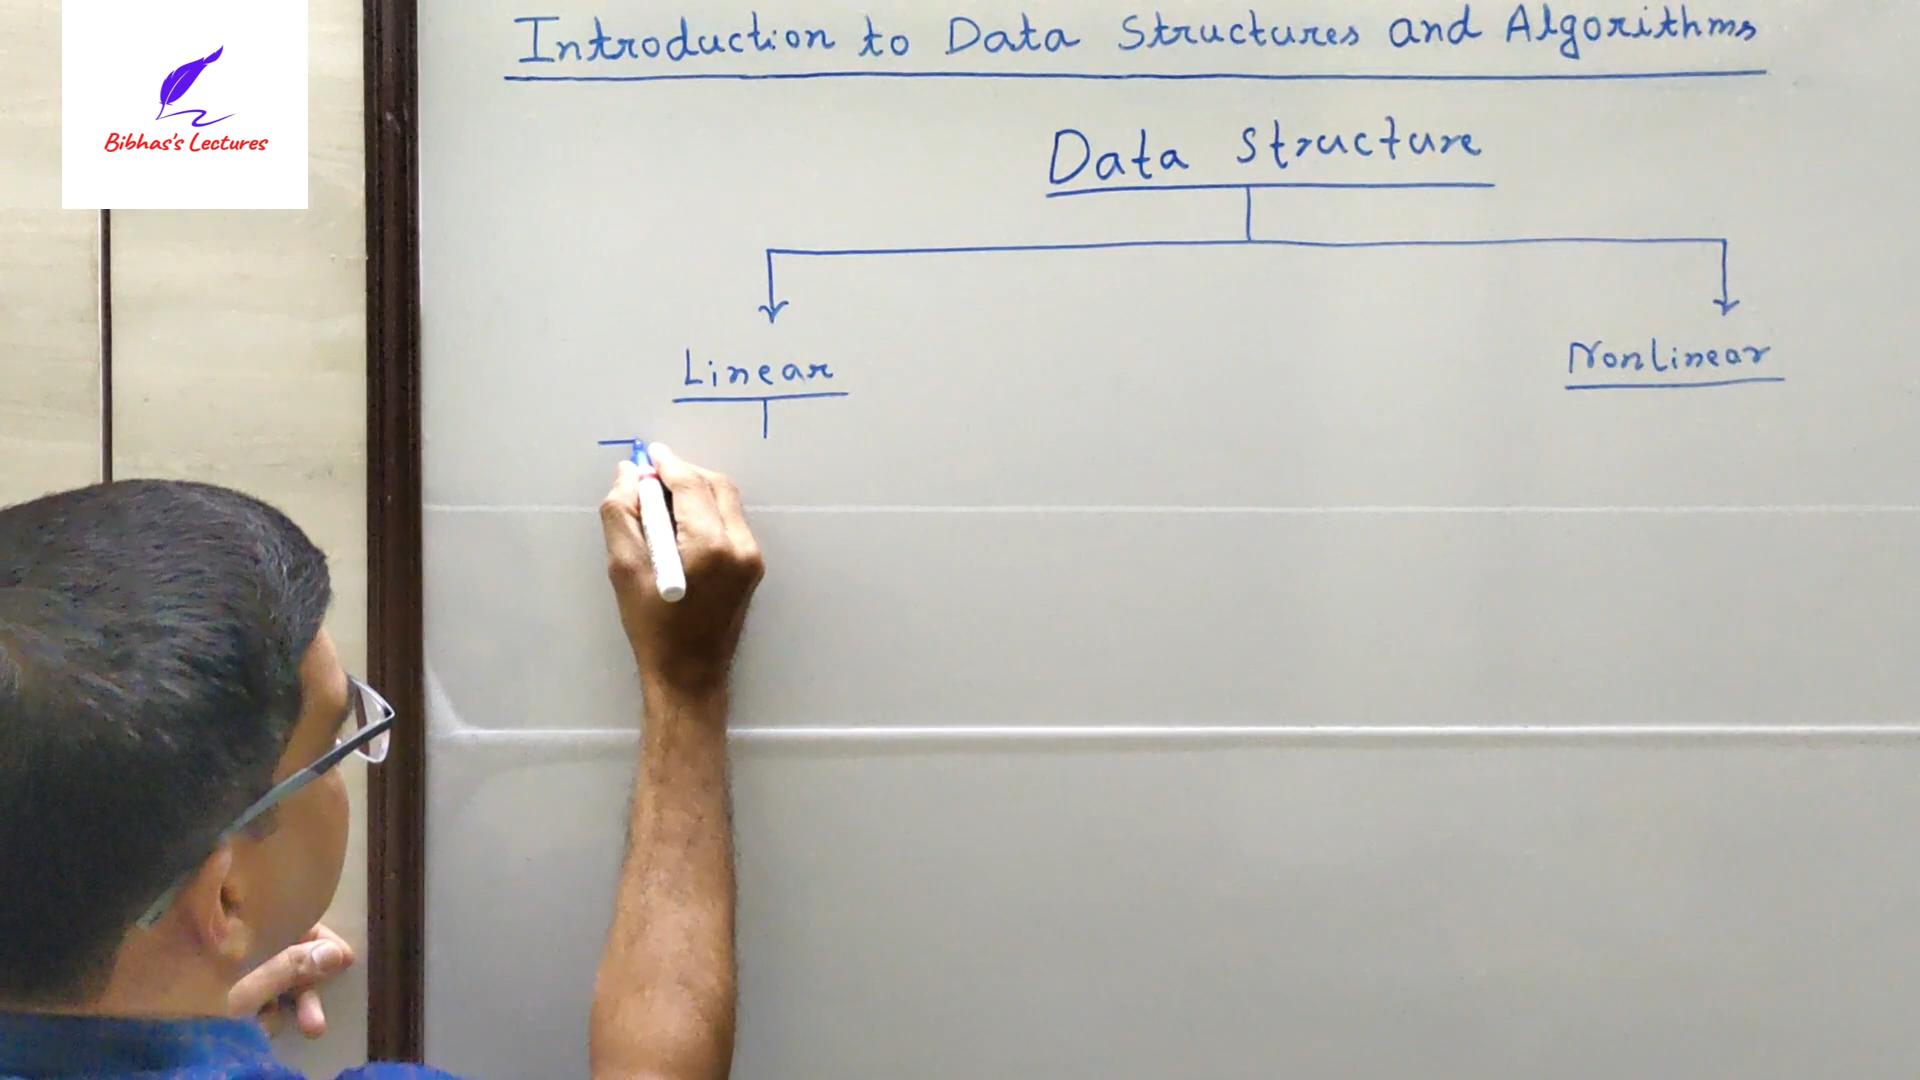 Introduction to Data Structures and Algorithms
Bibhas's Lectures
Data Structure
Linear
Nonlinear